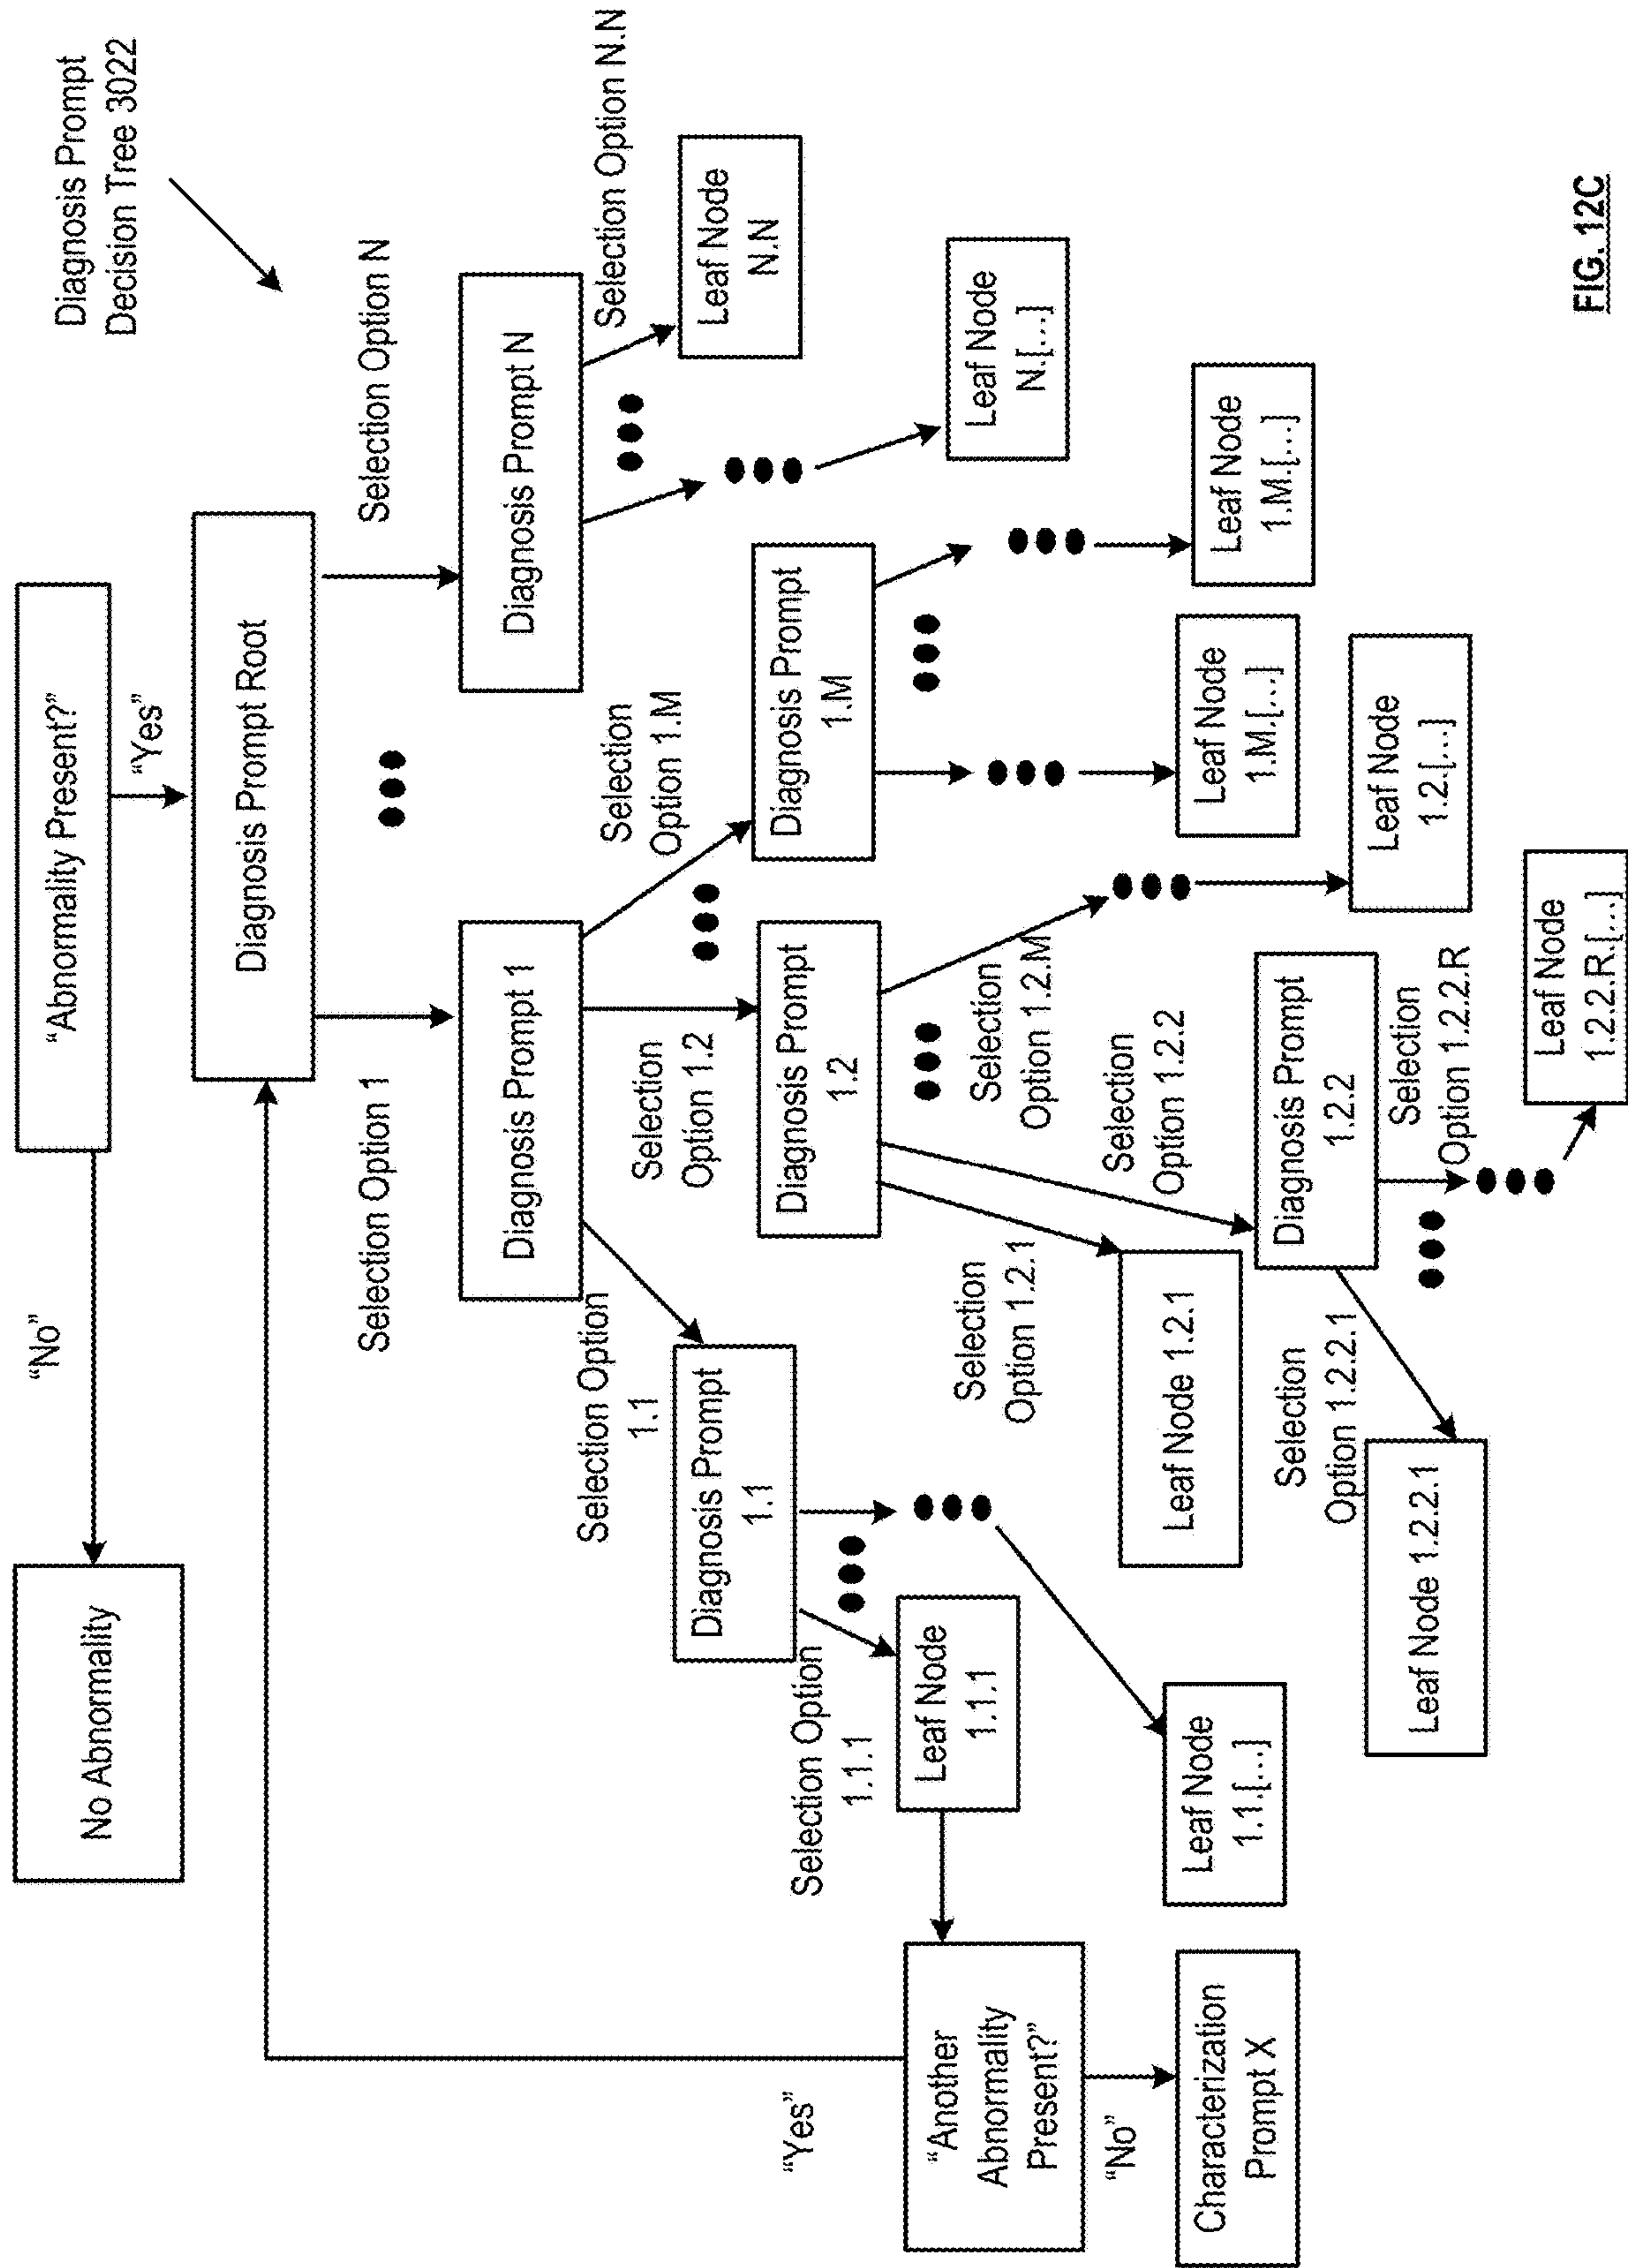 Diagnosis Prompt
Decision Tree 3022
"Abnormality Present?"
"No"
No Abnormality
"Yes"
Diagnosis Prompt Root
Selection Option 1
Selection Option N
Diagnosis Prompt 1
Diagnosis Prompt N
Selection Option N.N
Leaf Node
N.N
Leaf Node
N.[...]
Selection Option
1.1
Selection
Option 1.2
Selection
Option 1.M
Diagnosis Prompt
1.1
Diagnosis Prompt
1.2
Diagnosis Prompt
1.M
Selection Option
1.1.1
Leaf Node
1.1.1
Leaf Node
1.1.[...]
"Another
Abnormality
Present?"
"Yes"
"No"
Characterization
Prompt X
Selection
Option 1.2.1
Leaf Node 1.2.1
Selection
Option 1.2.2
Selection
Option 1.2.M
Diagnosis Prompt
1.2.2
Leaf Node
1.2.[...]
Leaf Node
1.M.[...]
Leaf Node
1.M.[...]
Selection
Option 1.2.2.1
Leaf Node 1.2.2.1
Selection
Option 1.2.2.R
Leaf Node
1.2.2.R.[...]
FIG. 12C